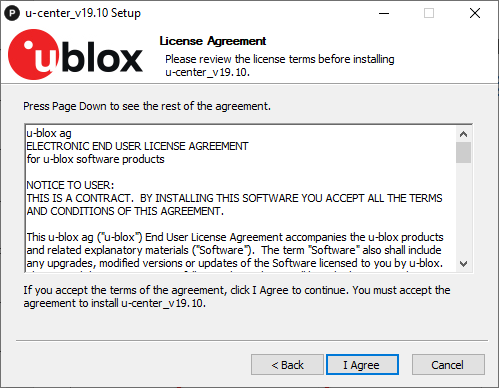 u-center_v19.10 Setup
ublox
License Agreement
Please review the license terms before installing
u-center_v19.10.
Press Page Down to see the rest of the agreement.
u-blox ag
ELECTRONIC END USER LICENSE AGREEMENT
for u-blox software products
NOTICE TO USER:
THIS IS A CONTRACT.  BY INSTALLING THIS SOFTWARE YOU ACCEPT ALL THE TERMS
AND CONDITIONS OF THIS AGREEMENT.
This u-blox ag ("u-blox") End User License Agreement accompanies the u-blox products
and related explanatory materials ("Software").  The term "Software" also shall include
any upgrades, modified versions or updates of the Software licensed to you by u-blox.
If you accept the terms of the agreement, click I Agree to continue. You must accept the
agreement to install u-center_v19.10.
< Back
I Agree
Cancel